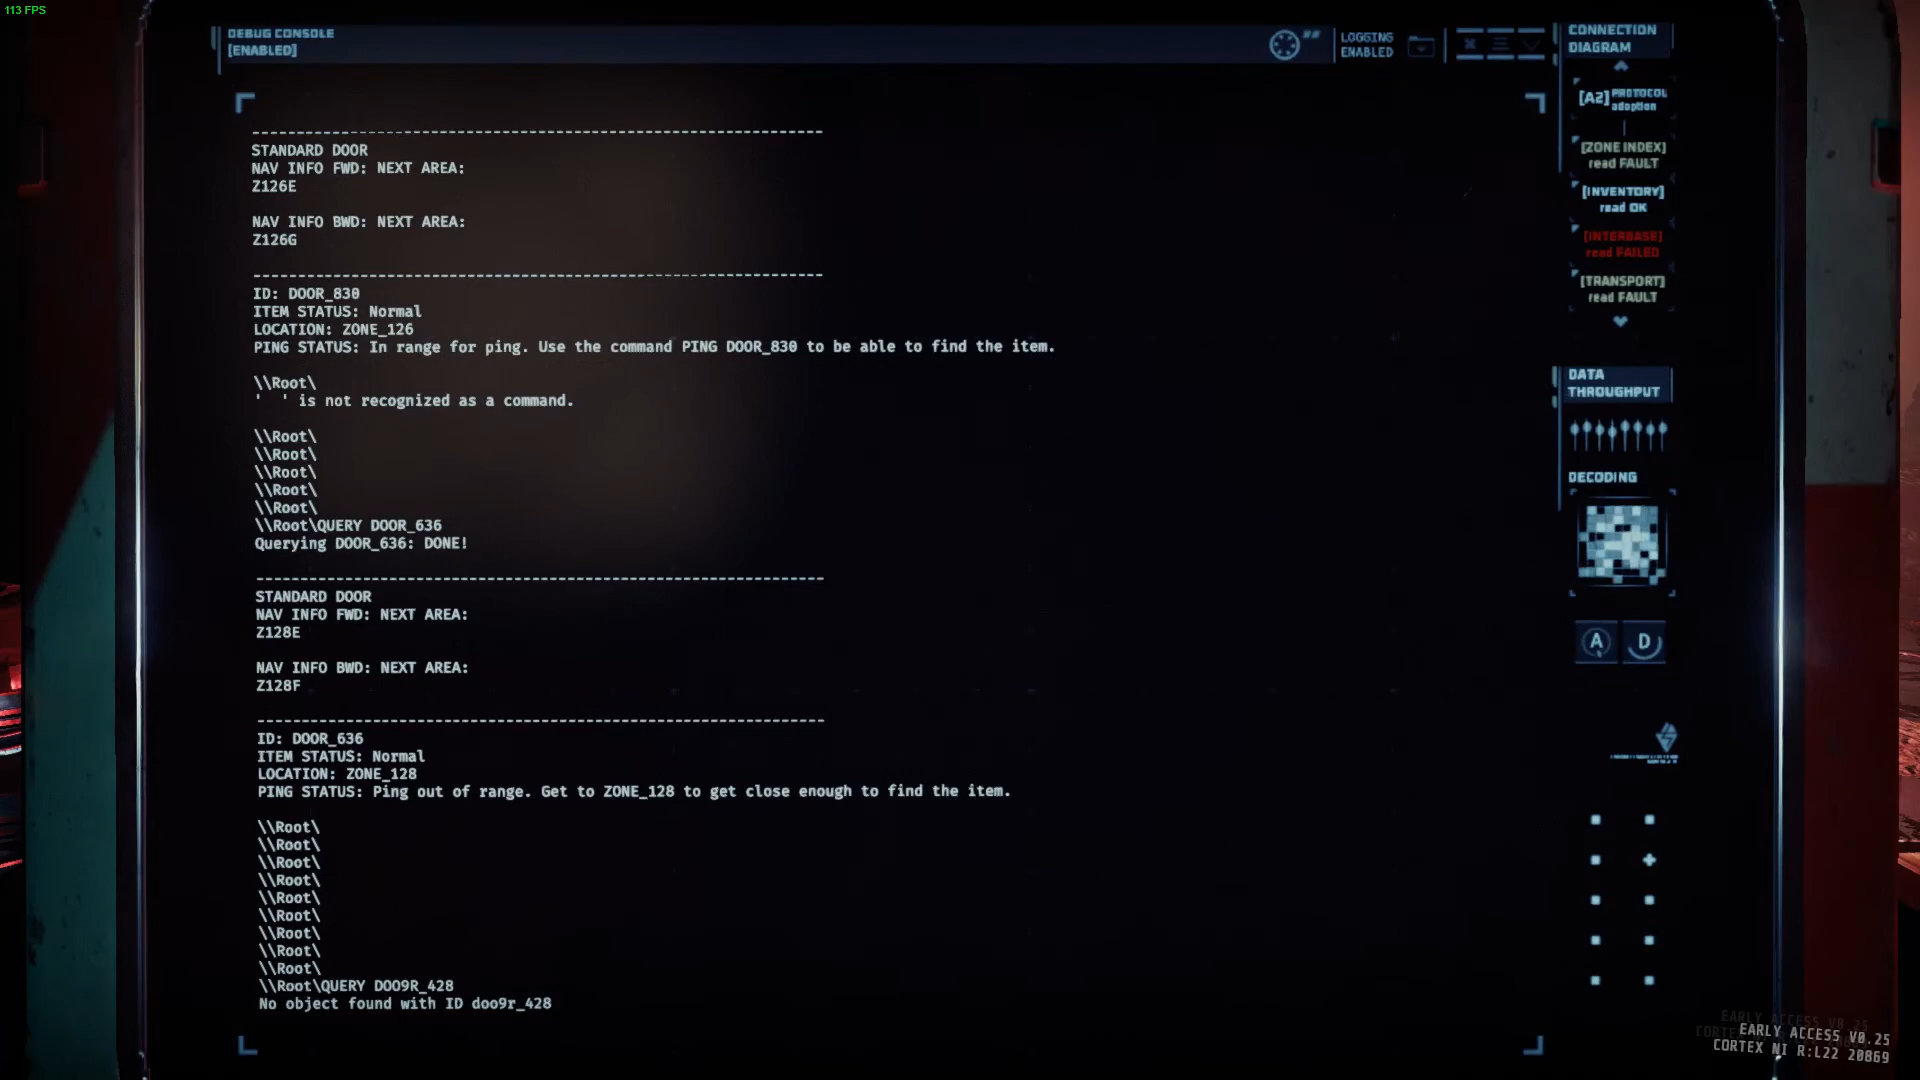 113 FPS
DEBUG CONSOLE
[ENABLED]
LOGGING
ENABLED
----------------------------------------------------------------
STANDARD DOOR
NAV INFO FWD: NEXT AREA:
Z126E
NAV INFO BWD: NEXT AREA:
Z126G
----------------------------------------------------------------
ID: DOOR_830
ITEM STATUS: Normal
LOCATION: ZONE_126
PING STATUS: In range for ping. Use the command PING DOOR_830 to be able to find the item.
\\Root\
'  ' is not recognized as a command.
\\Root\
\\Root\
\\Root\
\\Root\
\\Root\
\\Root\QUERY DOOR_636
Querying DOOR_636: DONE!
----------------------------------------------------------------
STANDARD DOOR
NAV INFO FWD: NEXT AREA:
Z128E
NAV INFO BWD: NEXT AREA:
Z128F
----------------------------------------------------------------
ID: DOOR_636
ITEM STATUS: Normal
LOCATION: ZONE_128
PING STATUS: Ping out of range. Get to ZONE_128 to get close enough to find the item.
\\Root\
\\Root\
\\Root\
\\Root\
\\Root\
\\Root\
\\Root\
\\Root\
\\Root\
\\Root\QUERY DOO9R_428
No object found with ID doo9r_428
CONNECTION
DIAGRAM
[A2] PROTOCOL
adoption
[ZONE INDEX]
read FAULT
[INVENTORY]
read OK
[INTERBASE]
read FAILED
[TRANSPORT]
read FAULT
DATA
THROUGHPUT
DECODING
A D
EARLY ACCESS V0.25
CORTEX NI R:L22 20869